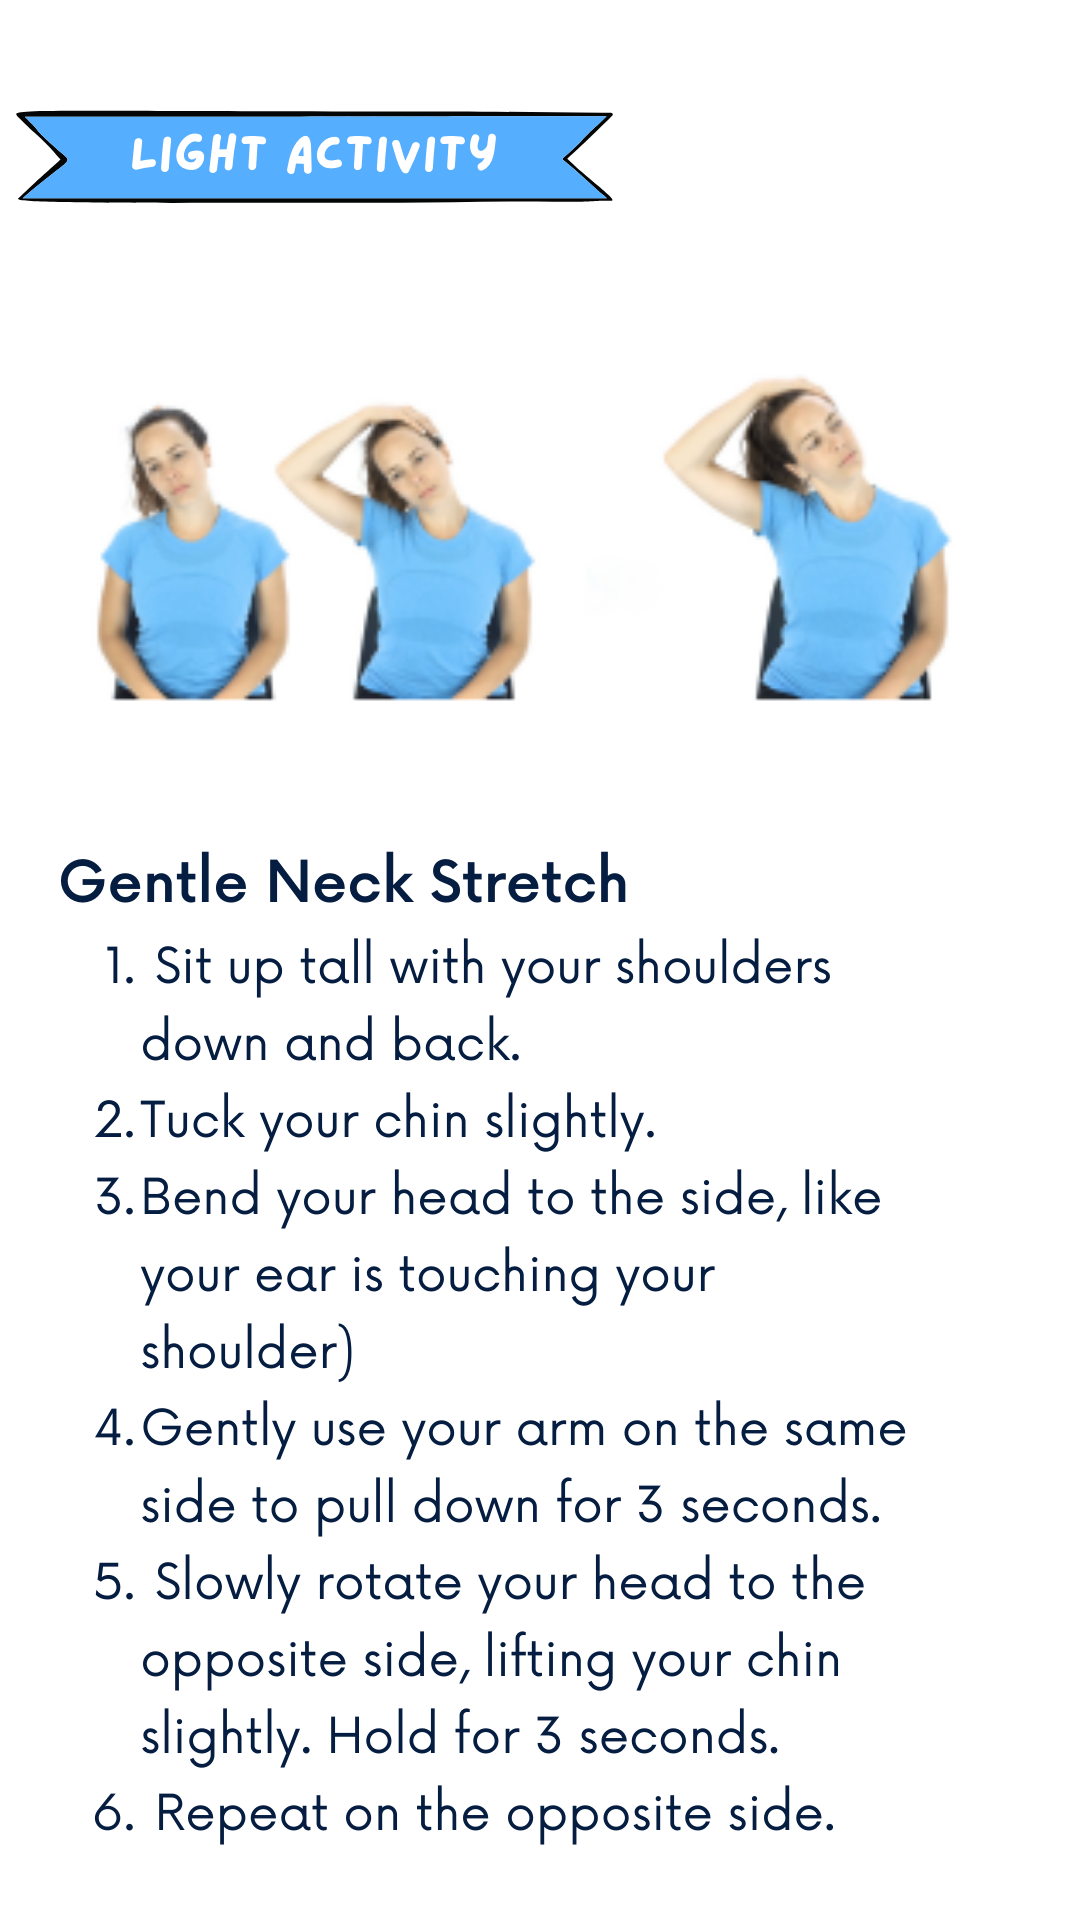 LIGHT ACTIVITY
Gentle Neck Stretch
1. Sit up tall with your shoulders
down and back.
2. Tuck your chin slightly.
3. Bend your head to the side, like
your ear is touching your
shoulder)
4. Gently use your arm on the same
side to pull down for 3 seconds.
5. Slowly rotate your head to the
opposite side, lifting your chin
slightly. Hold for 3 seconds.
6. Repeat on the opposite side.